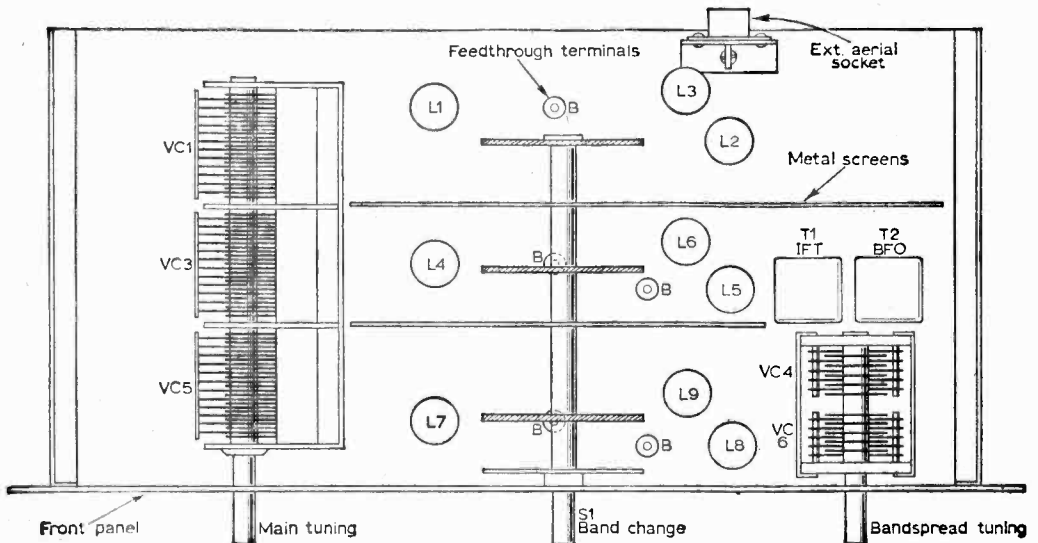 Feedthrough terminals
Ext. aerial
socket
L1
B
L3
L2
VC1
Metal screens
VC3
L4
B
L6
B
L5
T1
IFT
T2
BFO
VC5
L7
B
L9
B
L8
VC4
VC
6
Front panel
Main tuning
S1
Band change
Bandspread tuning